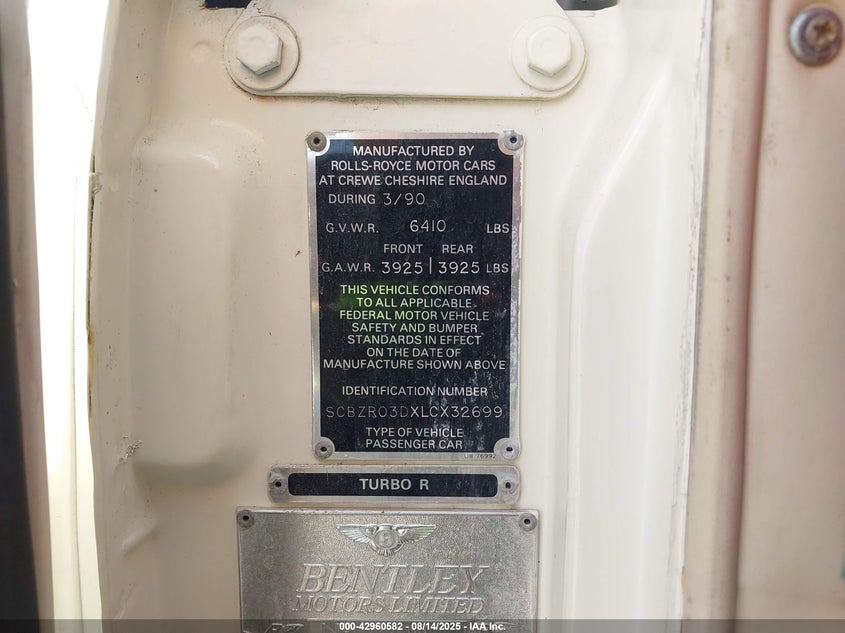 MANUFACTURED BY
ROLLS-ROYCE MOTOR CARS
AT CREWE CHESHIRE ENGLAND
DURING 3/90
G.V.W.R. 6410 LBS
FRONT REAR
G.A.W.R. 3925 | 3925 LBS
THIS VEHICLE CONFORMS
TO ALL APPLICABLE
FEDERAL MOTOR VEHICLE
SAFETY AND BUMPER
STANDARDS IN EFFECT
ON THE DATE OF
MANUFACTURE SHOWN ABOVE
IDENTIFICATION NUMBER
SCBZR03DXLCX32699
TYPE OF VEHICLE
PASSENGER CAR
TURBO R
B
BENTLEY
MOTORS LIMITED
000-42960582 - 08/14/2025 - IAA Inc.